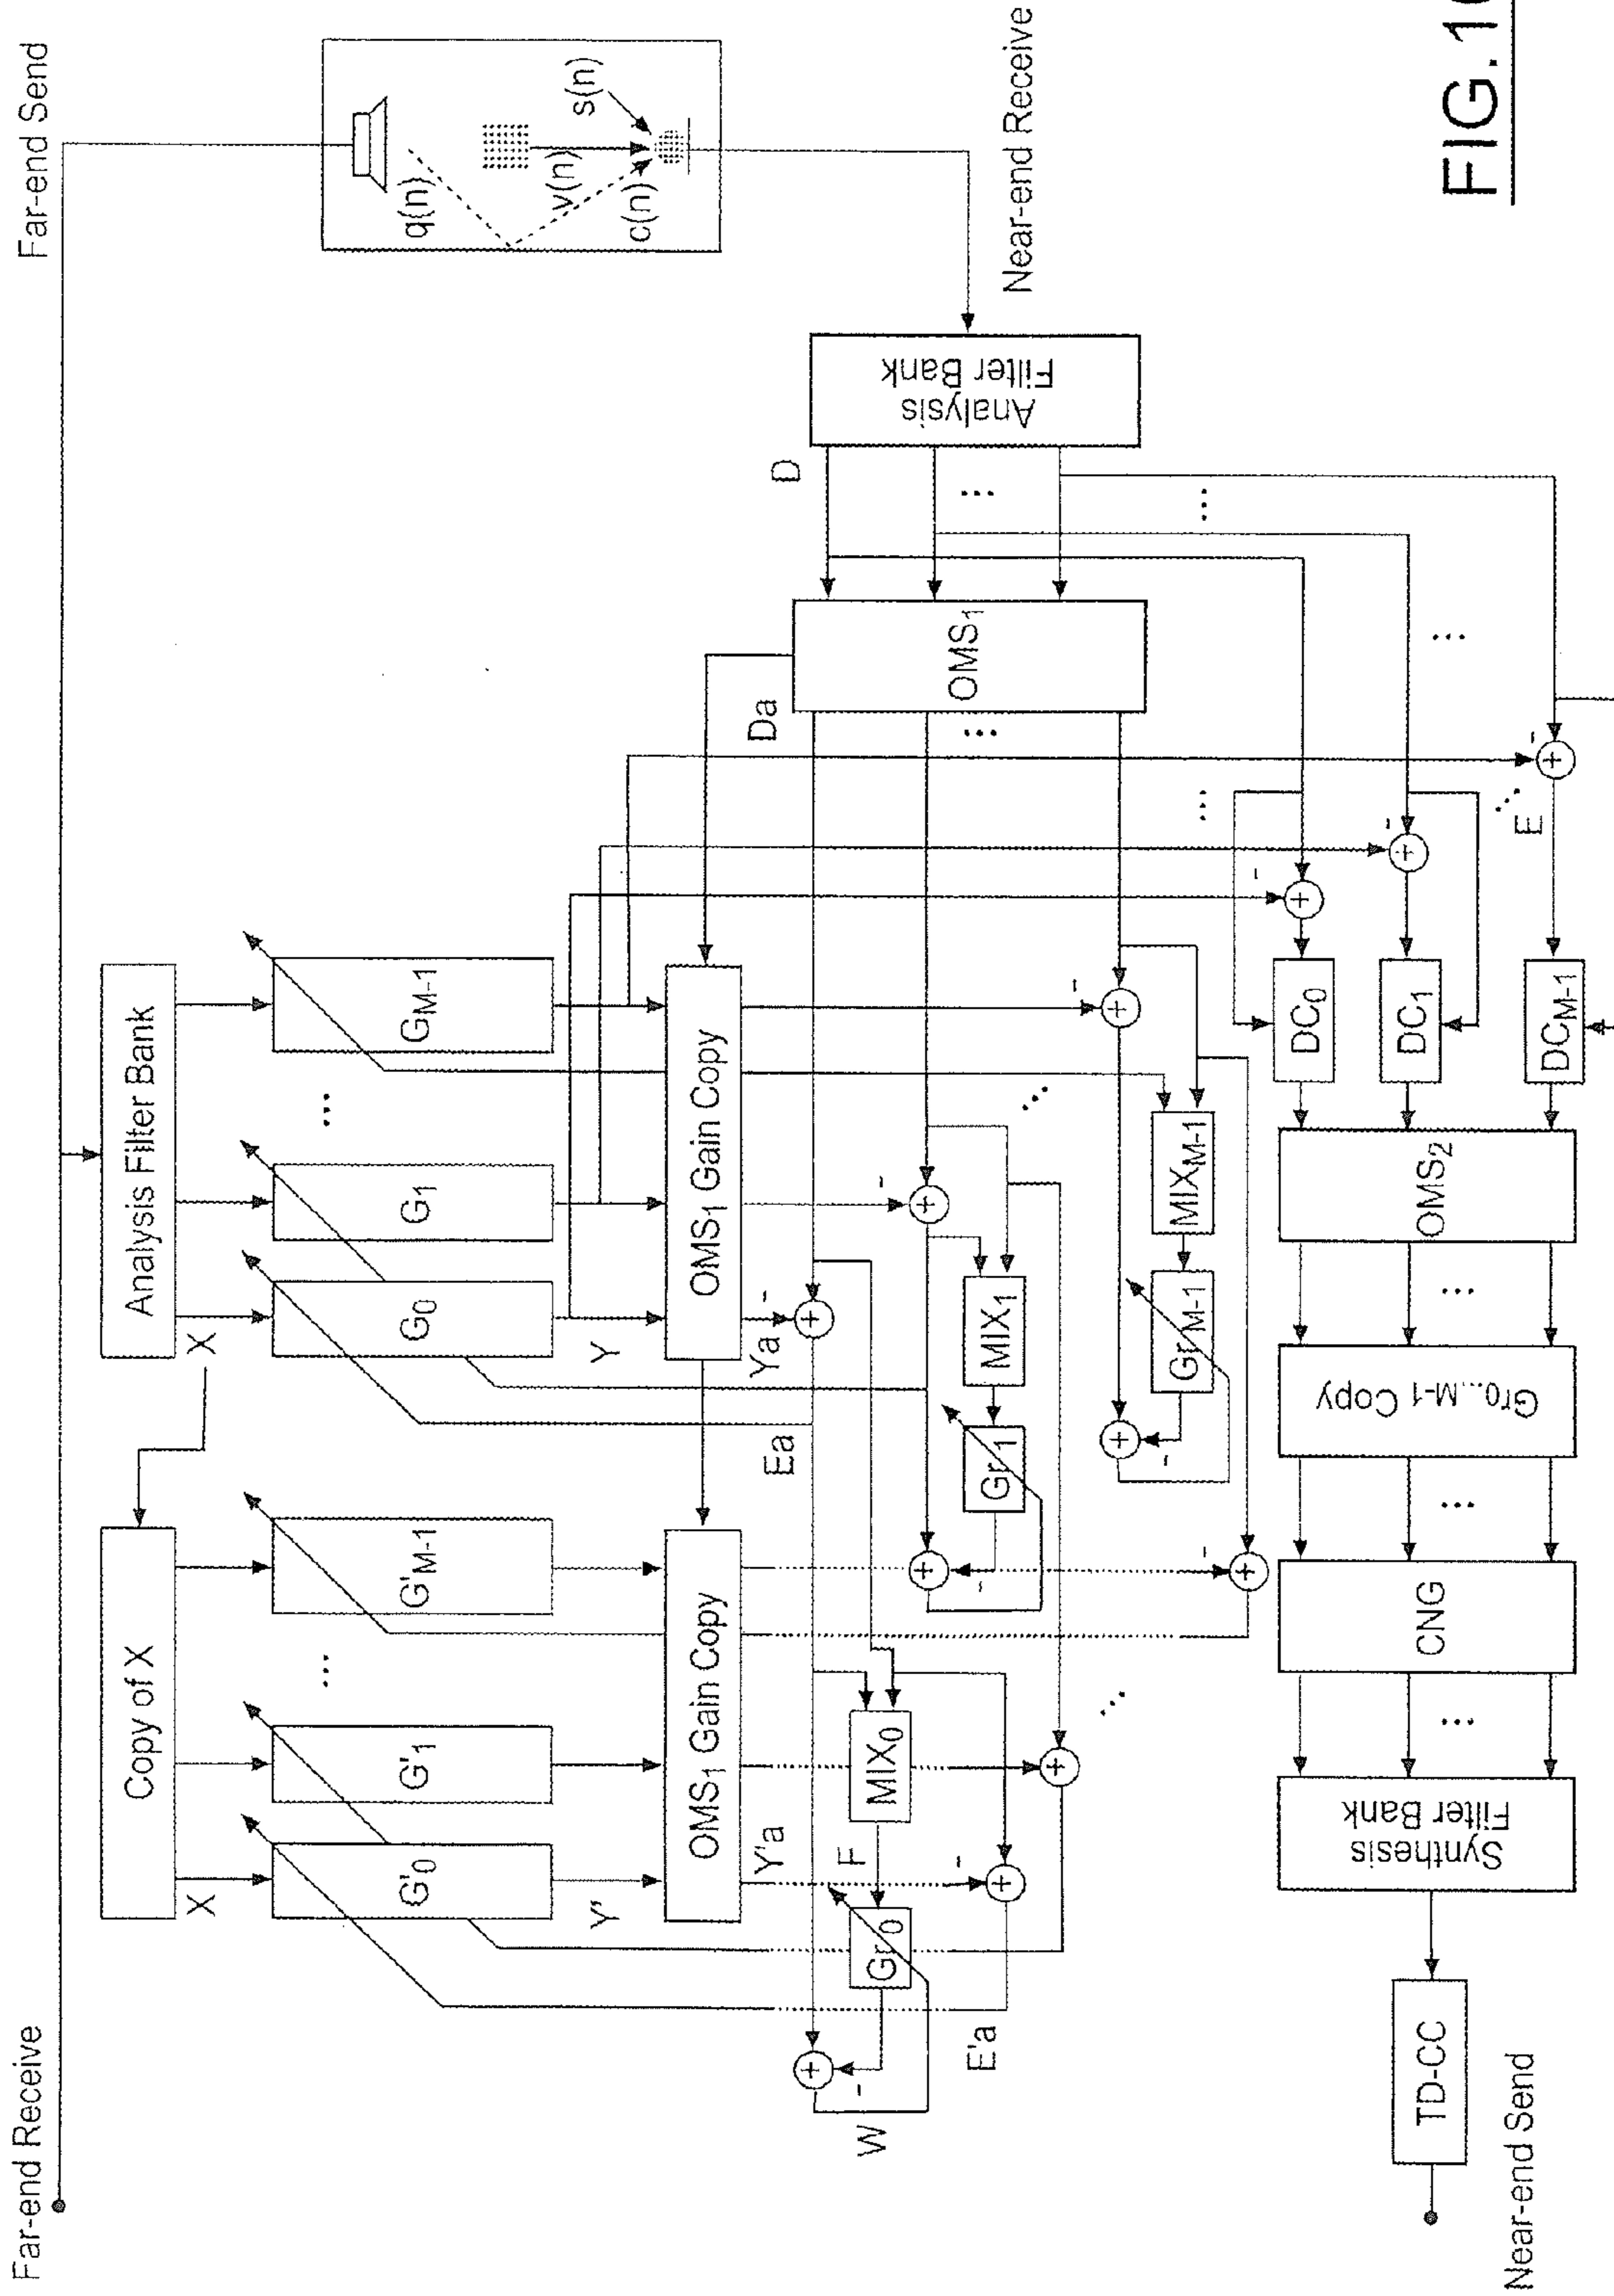 Far-end Receive
Far-end Send
Copy of X
Analysis Filter Bank
X
X
G'0
G'1
...
G'M-1
G0
G1
...
GM-1
q(n)
v(n)
s(n)
c(n)
Y'
Y
OMS1 Gain Copy
OMS1 Gain Copy
Da
D
Y'a
Ya
Ea
OMS1
Analysis
Filter Bank
Near-end Receive
W
F
E'a
Gr0
MIX0
Gr1
MIX1
GrM-1
MIXM-1
DC0
DC1
DCM-1
E
TD-CC
Synthesis
Filter Bank
CNG
Gr0...M-1 Copy
OMS2
Near-end Send